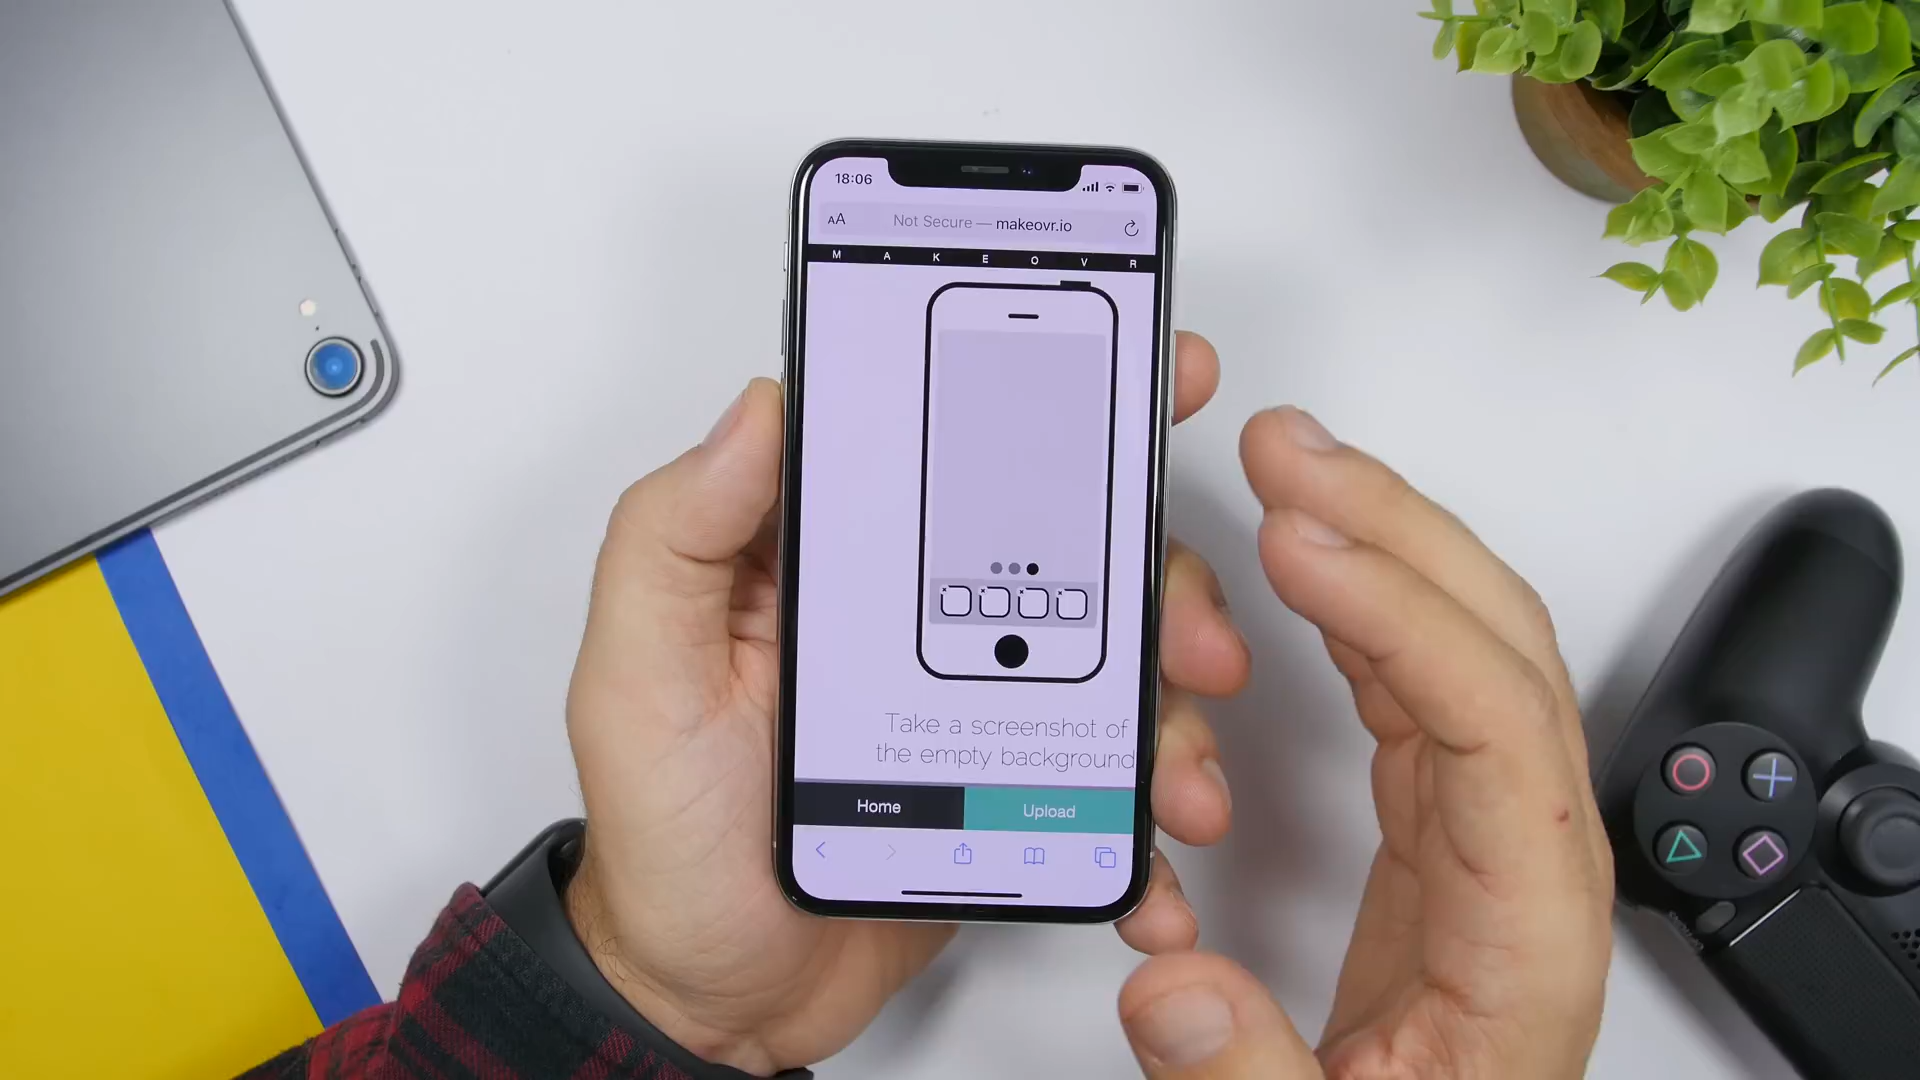 18:06
AA Not Secure — makeovr.io
M A K E O V R
Take a screenshot of
the empty background
Home Upload